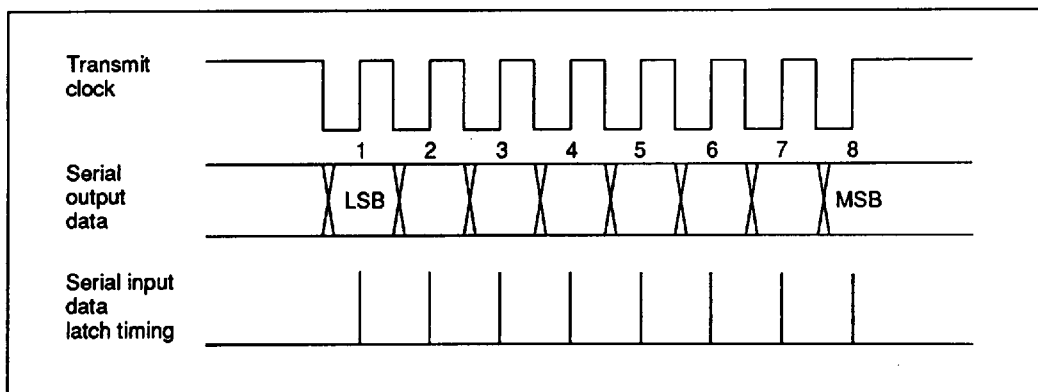 Transmit
clock
1 2 3 4 5 6 7 8
Serial
output
data
LSB
MSB
Serial input
data
latch timing